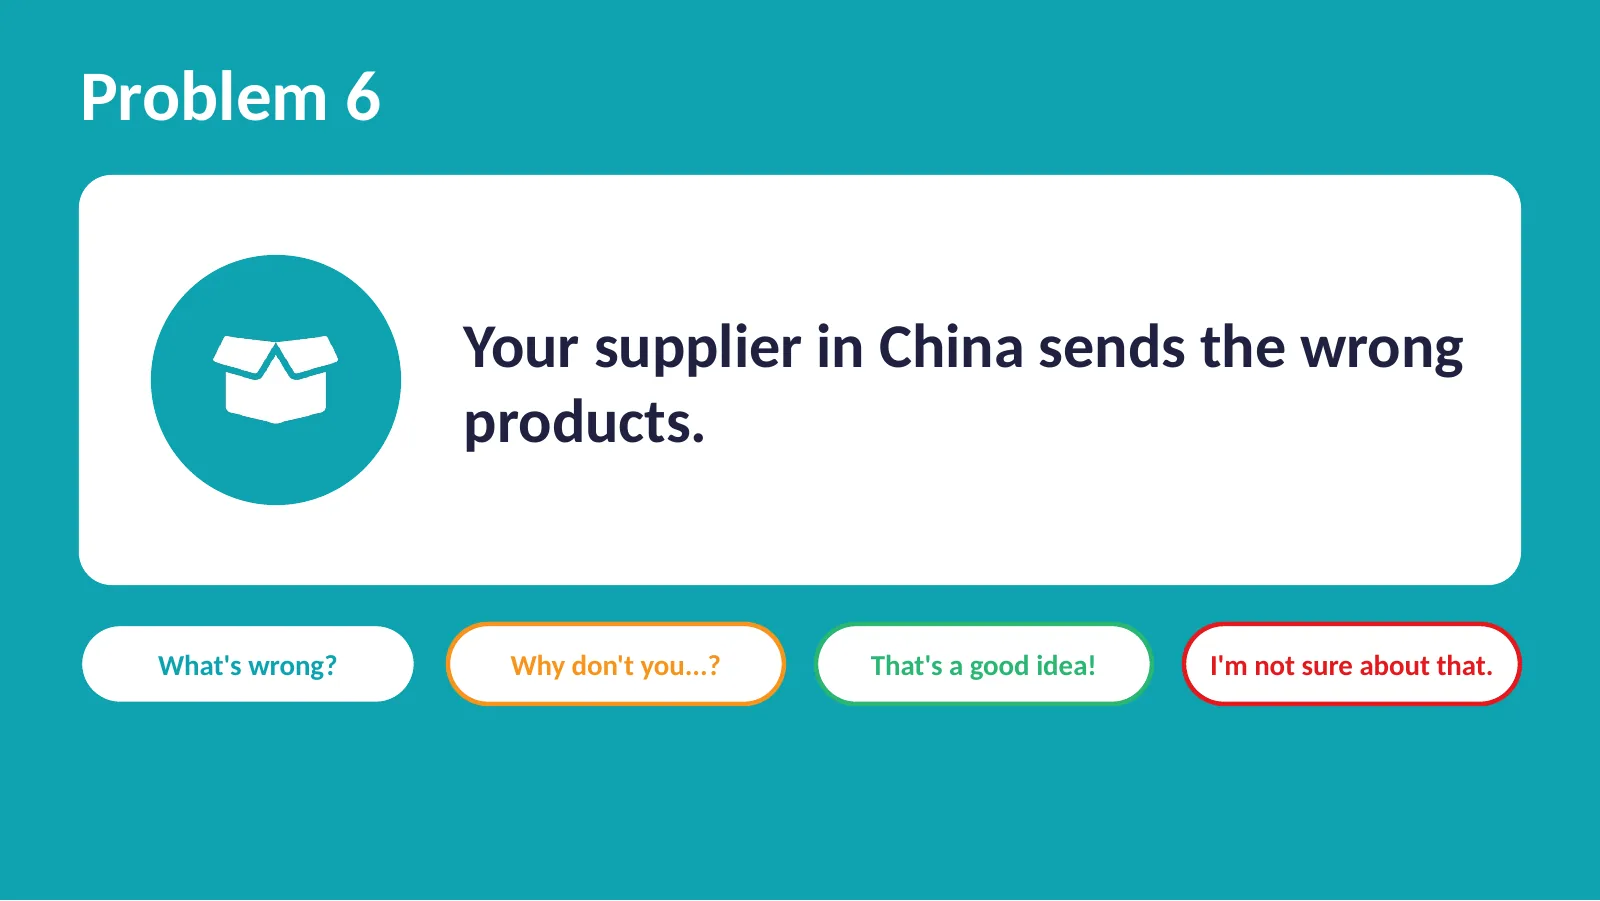 Problem 6
Your supplier in China sends the wrong
products.
What's wrong?
Why don't you...?
That's a good idea!
I'm not sure about that.